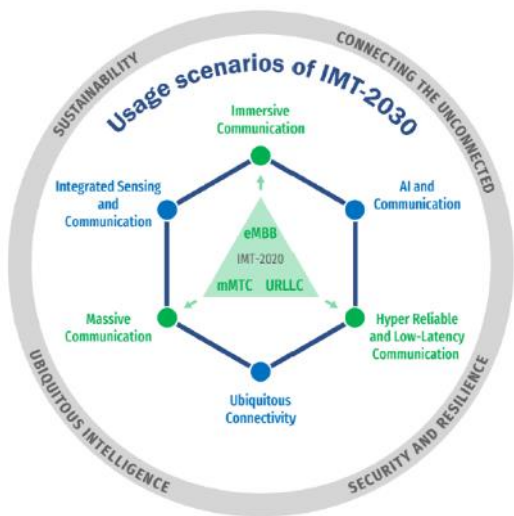 SUSTAINABILITY
CONNECTING THE UNCONNECTED
Usage scenarios of IMT-2030
Immersive
Communication
Integrated Sensing
and
Communication
AI and
Communication
eMBB
IMT-2020
mMTC URLLC
Massive
Communication
Hyper Reliable
and Low-Latency
Communication
Ubiquitous
Connectivity
UBIQUITOUS INTELLIGENCE
SECURITY AND RESILIENCE